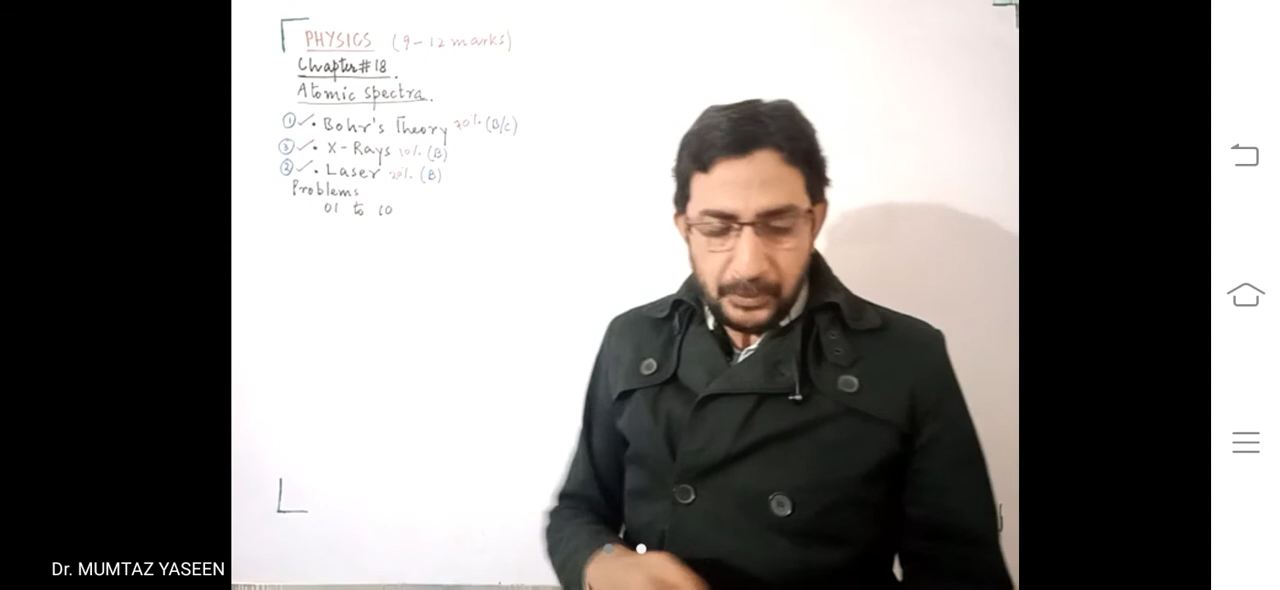 PHYSICS (9-12 marks)
Chapter#18.
Atomic spectra.
① ✓. Bohr's Theory 70% (B/C)
③ ✓. X-Rays 10% (B)
② ✓. Laser 20% (B)
Problems
01 to 10
Dr. MUMTAZ YASEEN